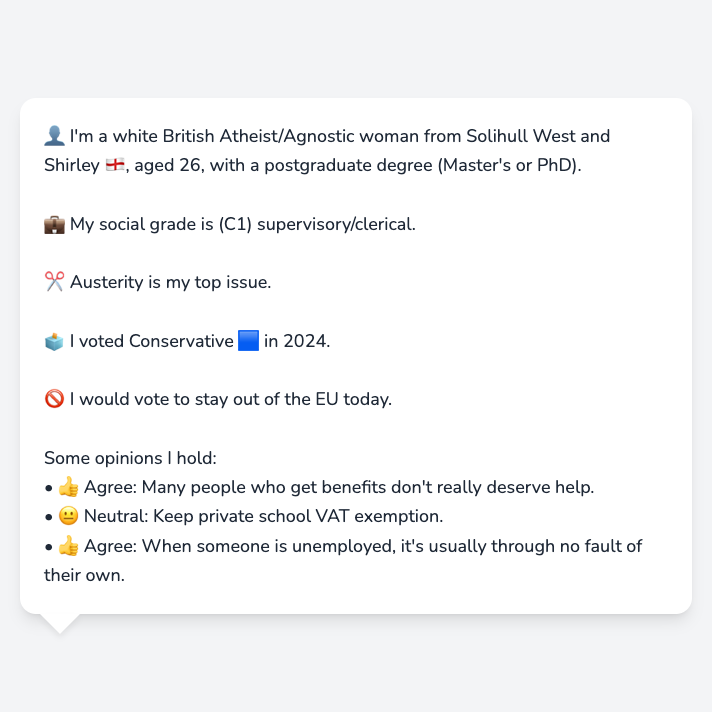 👤 I'm a white British Atheist/Agnostic woman from Solihull West and
Shirley 🏴󠁧󠁢󠁥󠁮󠁧󠁿, aged 26, with a postgraduate degree (Master's or PhD).
💼 My social grade is (C1) supervisory/clerical.
✂️ Austerity is my top issue.
🗳️ I voted Conservative 🟦 in 2024.
🚫 I would vote to stay out of the EU today.
Some opinions I hold:
• 👍 Agree: Many people who get benefits don't really deserve help.
• 😐 Neutral: Keep private school VAT exemption.
• 👍 Agree: When someone is unemployed, it's usually through no fault of
their own.